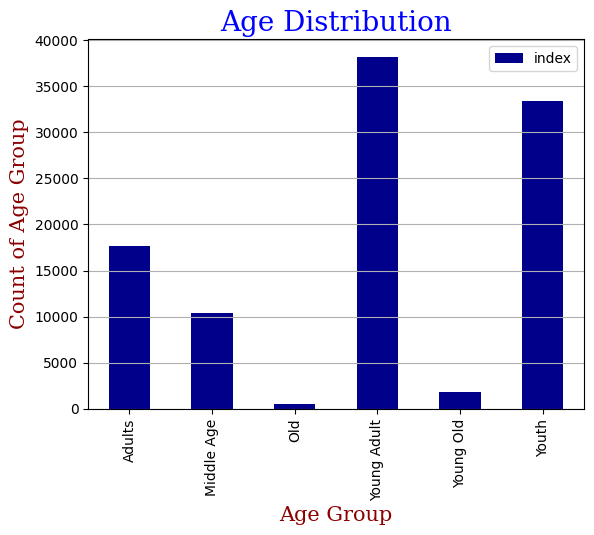 Age Distribution
index
Count of Age Group
40000
35000
30000
25000
20000
15000
10000
5000
0
Adults
Middle Age
Old
Young Adult
Young Old
Youth
Age Group